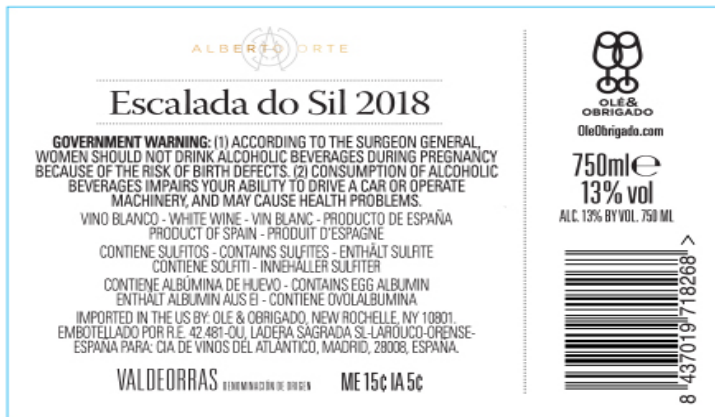 ALBERTO ORTE
Escalada do Sil 2018
GOVERNMENT WARNING: (1) ACCORDING TO THE SURGEON GENERAL,
WOMEN SHOULD NOT DRINK ALCOHOLIC BEVERAGES DURING PREGNANCY
BECAUSE OF THE RISK OF BIRTH DEFECTS. (2) CONSUMPTION OF ALCOHOLIC
BEVERAGES IMPAIRS YOUR ABILITY TO DRIVE A CAR OR OPERATE
MACHINERY, AND MAY CAUSE HEALTH PROBLEMS.
VINO BLANCO - WHITE WINE - VIN BLANC - PRODUCTO DE ESPAÑA
PRODUCT OF SPAIN - PRODUIT D'ESPAGNE
CONTIENE SULFITOS - CONTAINS SULFITES - ENTHÄLT SULFITE
CONTIENE SOLFITI - INNEHÅLLER SULFITER
CONTIENE ALBÚMINA DE HUEVO - CONTAINS EGG ALBUMIN
ENTHÄLT ALBUMIN AUS EI - CONTIENE OVOLALBUMINA
IMPORTED IN THE US BY: OLE & OBRIGADO, NEW ROCHELLE, NY 10801.
EMBOTELLADO POR R.E. 42.481-OU, LADERA SAGRADA SL-LAROUCO-ORENSE-
ESPAÑA PARA: CIA DE VINOS DEL ATLÁNTICO, MADRID, 28008, ESPAÑA.
VALDEORRAS DENOMINACIÓN DE ORIGEN ME 15¢ IA 5¢
OLÉ &
OBRIGADO
OleObrigado.com
750ml e
13% vol
ALC. 13% BY VOL. 750 ML
8 437019 718268 >